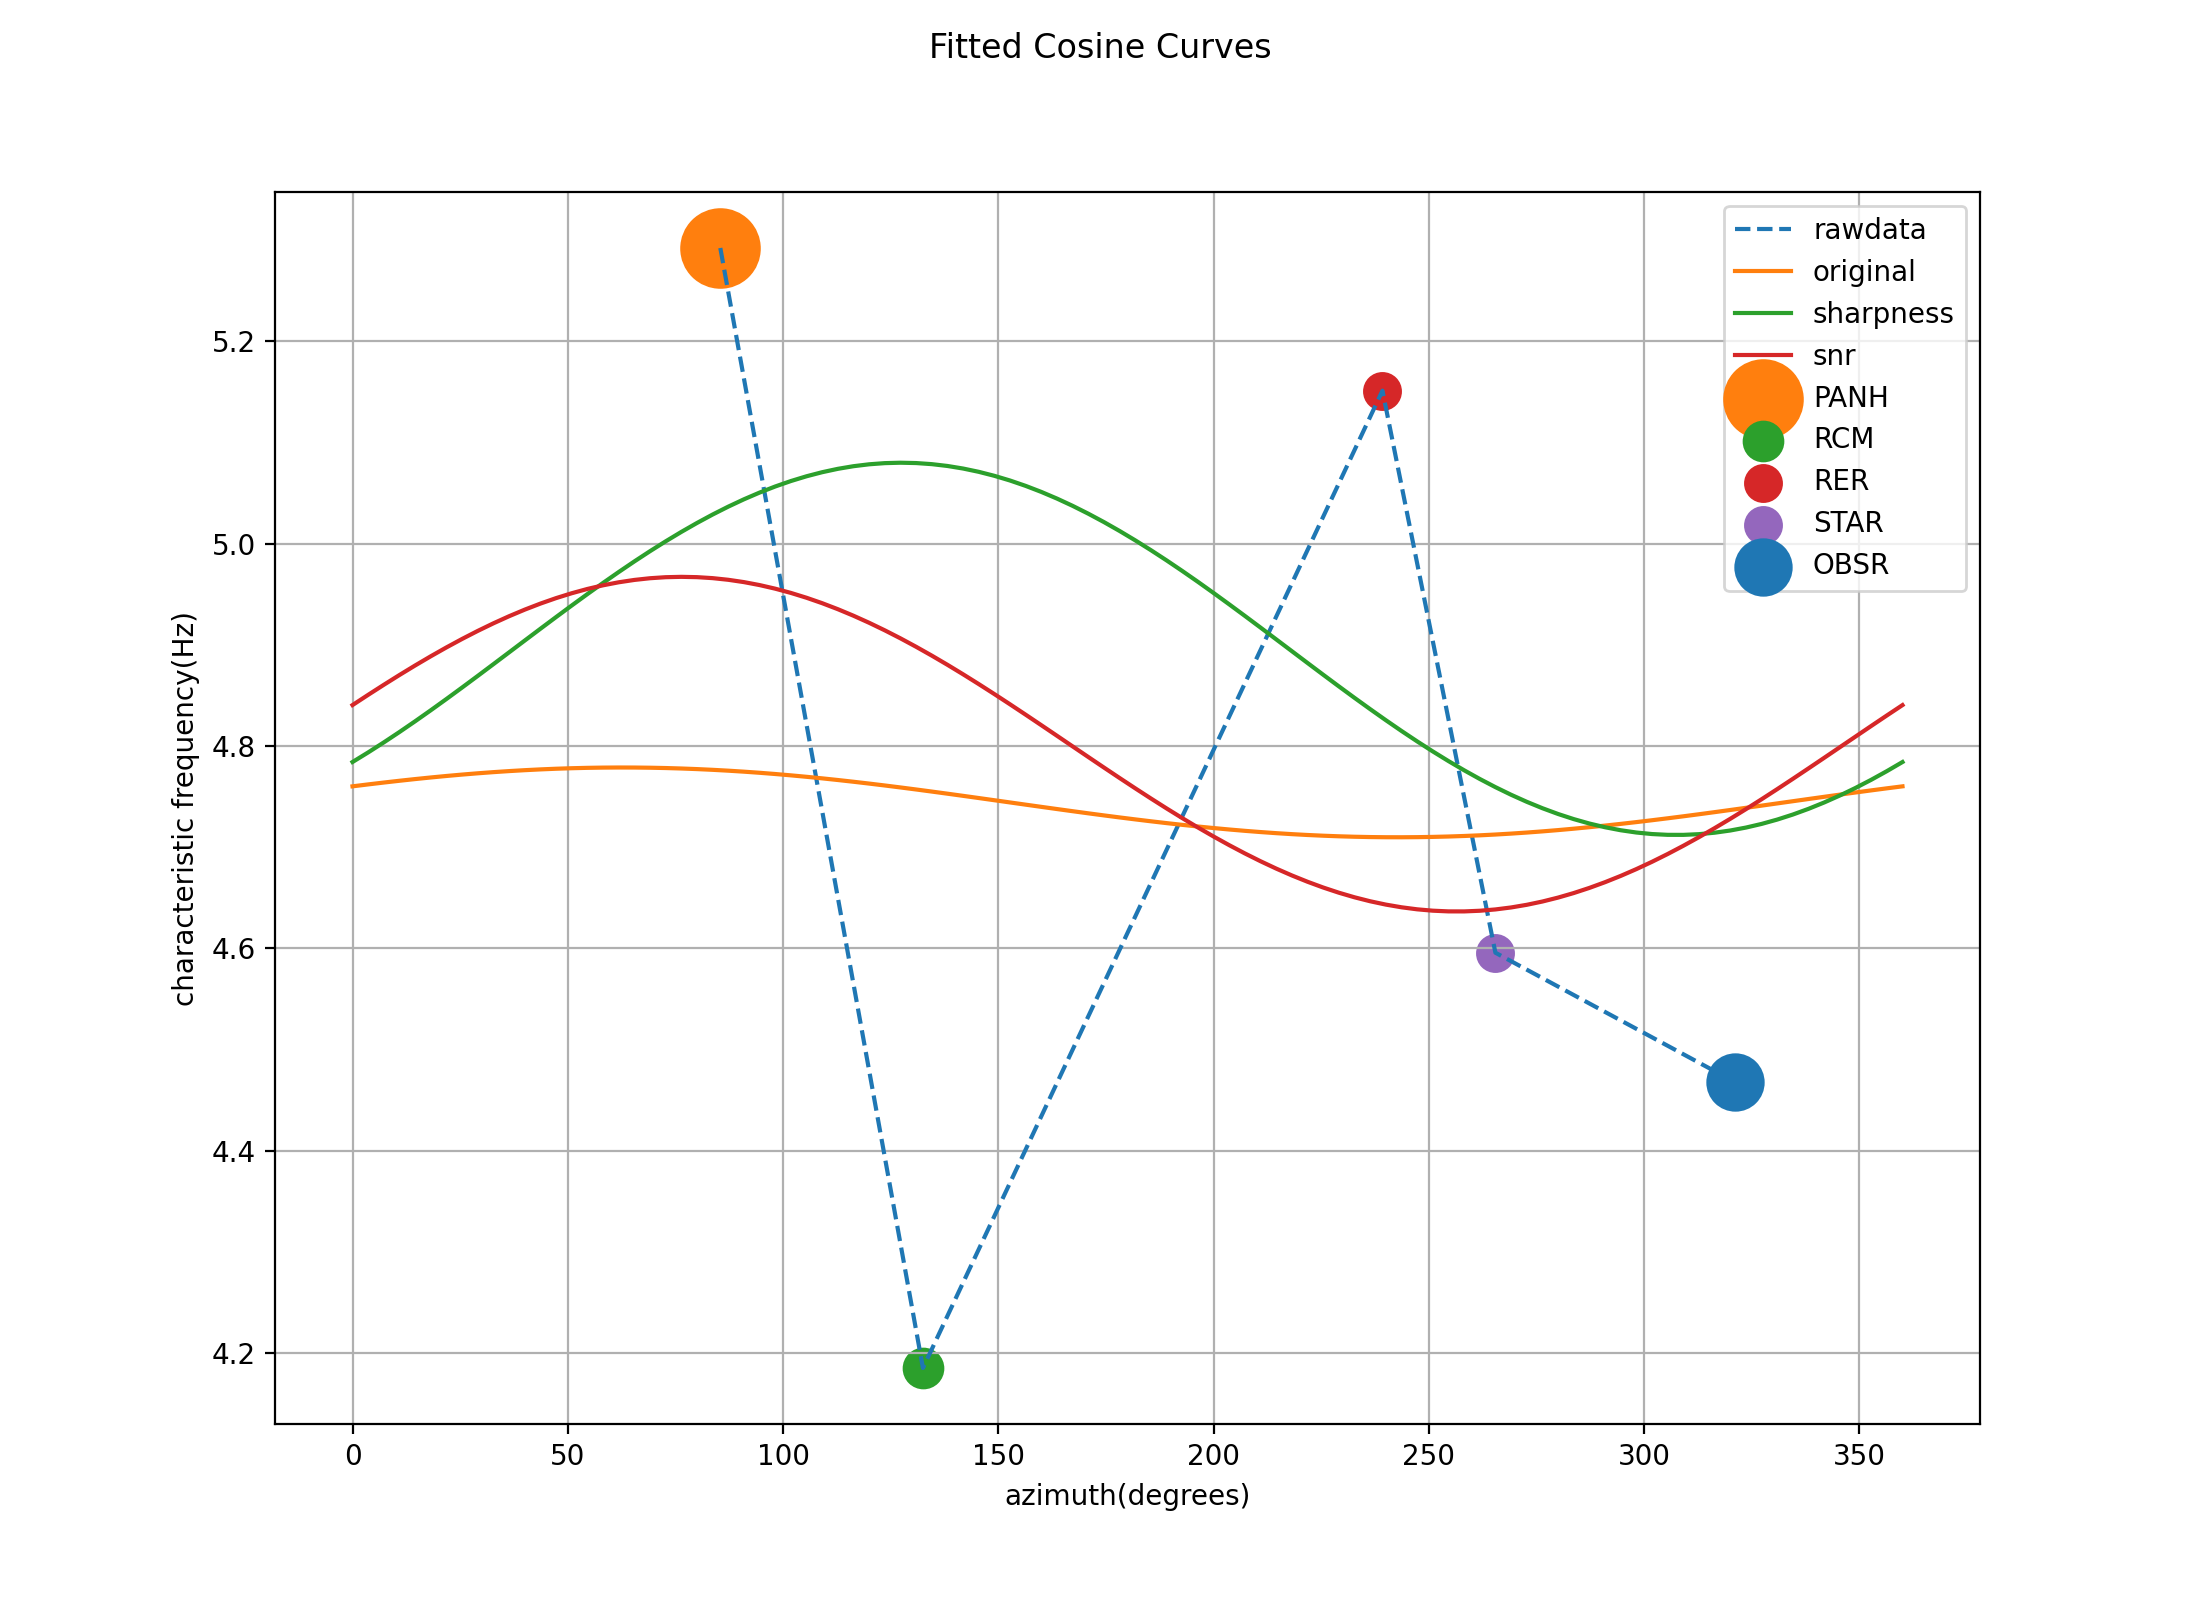 Fitted Cosine Curves
rawdata
original
sharpness
snr
PANH
RCM
RER
STAR
OBSR
characteristic frequency(Hz)
5.2
5.0
4.8
4.6
4.4
4.2
0 50 100 150 200 250 300 350
azimuth(degrees)